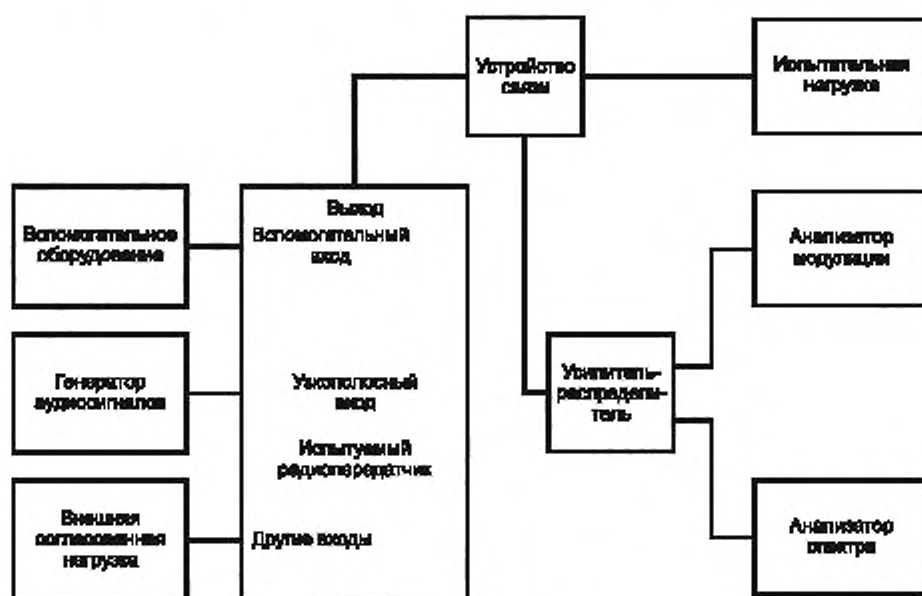 Устройство
связи
Испытательная
нагрузка
Вспомогательное
оборудование
Выход
Вспомогательный
вход
Анализатор
модуляции
Генератор
аудиосигналов
Узкополосный
вход
Испытуемый
радиопередатчик
Усилитель-
распредели-
тель
Внешняя
согласованная
нагрузка
Другие входы
Анализатор
спектра